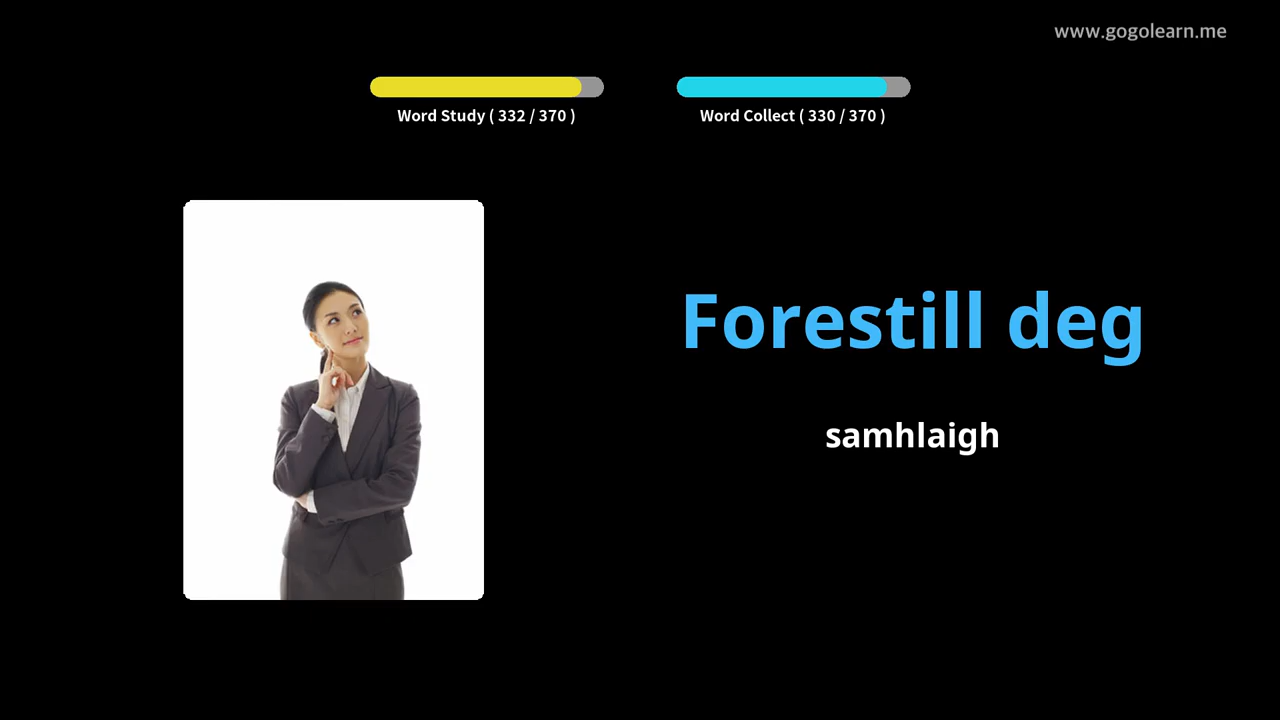 www.gogolearn.me
Word Study ( 332 / 370 )
Word Collect ( 330 / 370 )
Forestill deg
samhlaigh